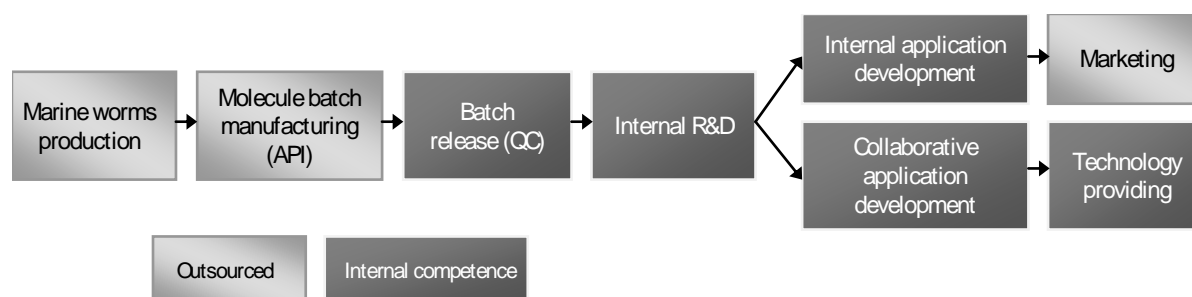 Marine worms
production
Molecule batch
manufacturing
(API)
Batch
release (QC)
Internal R&D
Internal application
development
Marketing
Collaborative
application
development
Technology
providing
Outsourced
Internal competence